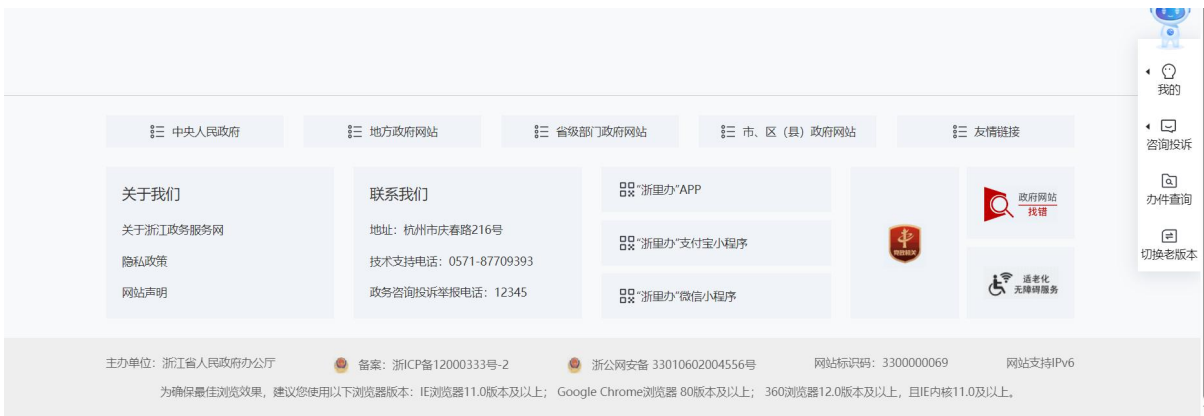 中央人民政府
地方政府网站
省级部门政府网站
市、区（县）政府网站
友情链接
关于我们
关于浙江政务服务网
隐私政策
网站声明
联系我们
地址：杭州市庆春路216号
技术支持电话：0571-87709393
政务咨询投诉举报电话：12345
“浙里办”APP
“浙里办”支付宝小程序
“浙里办”微信小程序
党政机关
政府网站
找错
适老化
无障碍服务
我的
咨询投诉
办件查询
切换老版本
主办单位：浙江省人民政府办公厅
备案：浙ICP备12000333号-2
浙公网安备 33010602004556号
网站标识码：3300000069
网站支持IPv6
为确保最佳浏览效果，建议您使用以下浏览器版本：IE浏览器11.0版本及以上； Google Chrome浏览器 80版本及以上； 360浏览器12.0版本及以上，且IE内核11.0及以上。